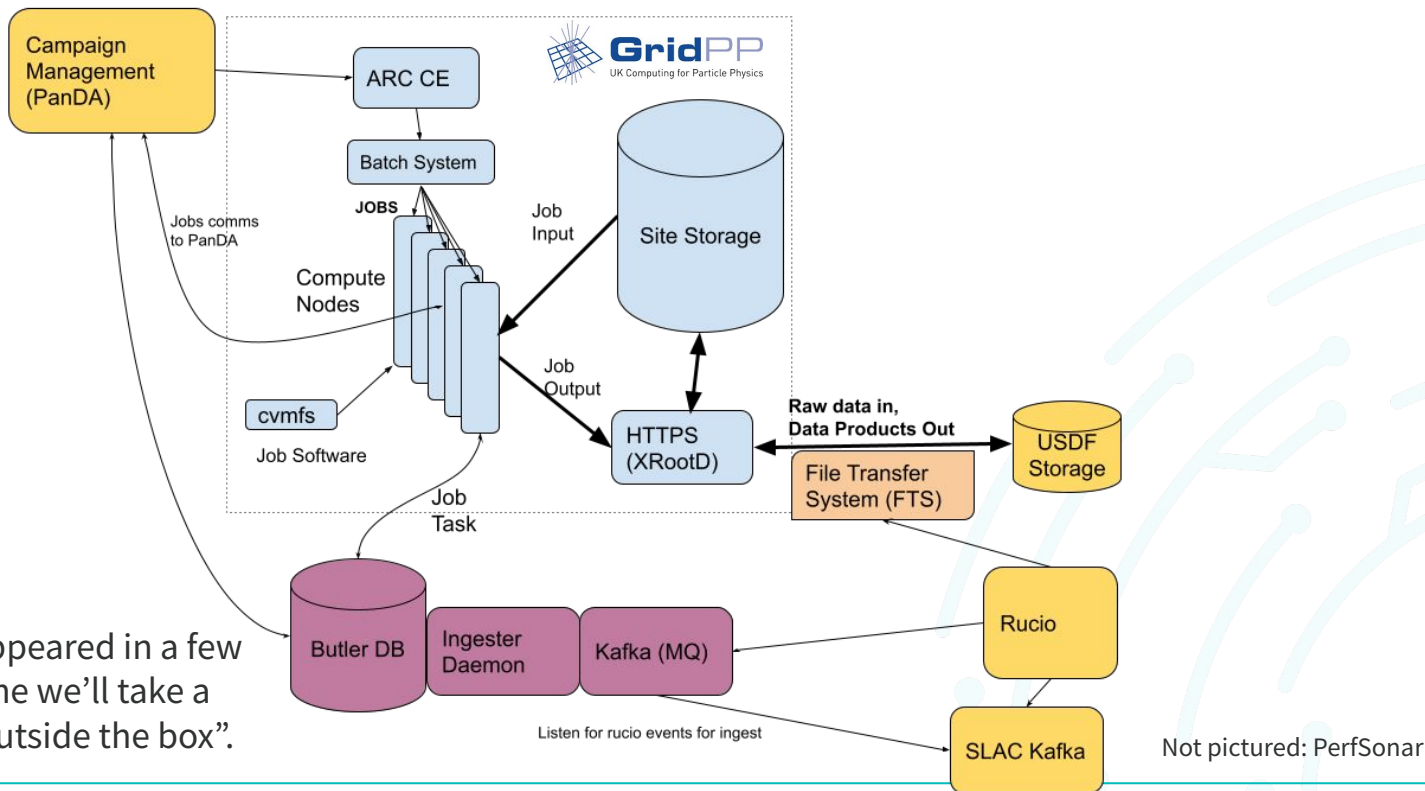 Campaign
Management
(PanDA)
ARC CE
GridPP
UK Computing for Particle Physics
Batch System
JOBS
Jobs comms
to PanDA
Job
Input
Site Storage
Compute
Nodes
Job
Output
cvmfs
Job Software
HTTPS
(XRootD)
Raw data in,
Data Products Out
USDF
Storage
File Transfer
System (FTS)
Job
Task
Butler DB
Ingester
Daemon
Kafka (MQ)
Rucio
in a few
we'll take a
outside the box".
Listen for rucio events for ingest
SLAC Kafka
Not pictured: PerfSonar